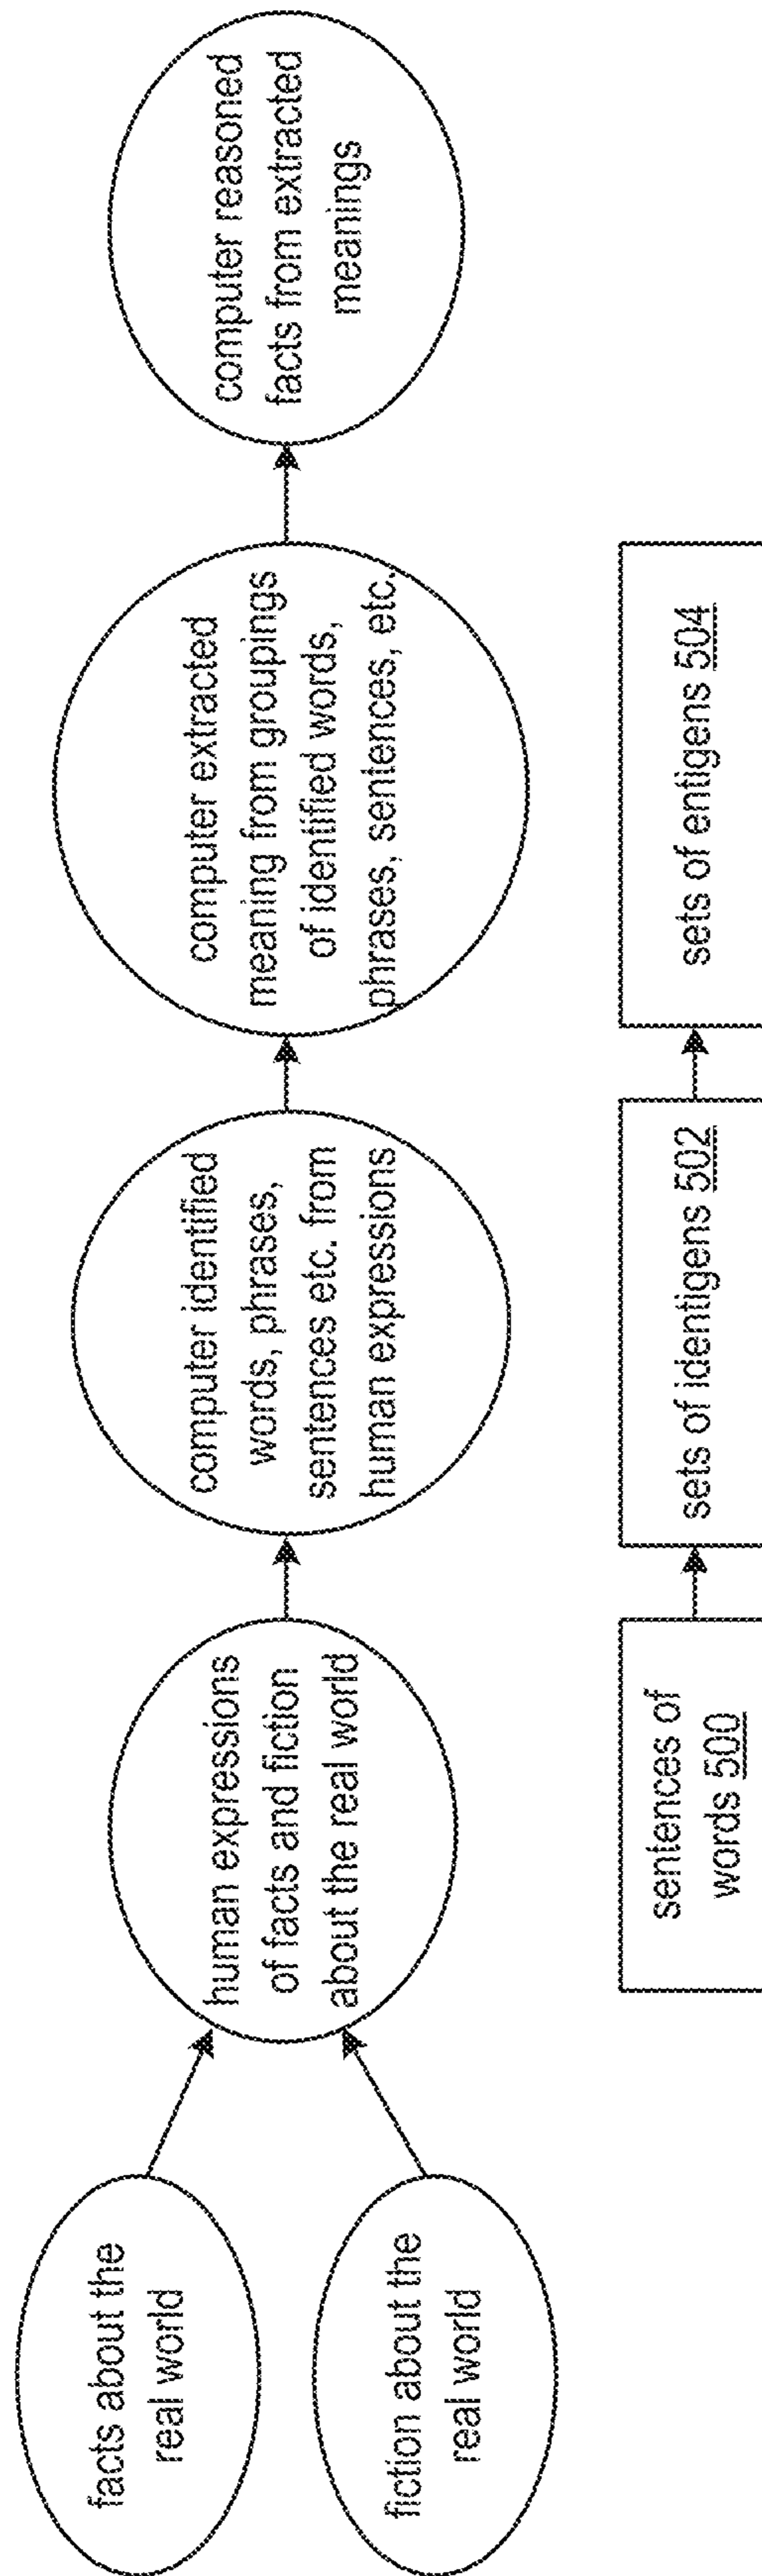 facts about the
real world
fiction about the
real world
human expressions
of facts and fiction
about the real world
computer identified
words, phrases,
sentences etc. from
human expressions
computer extracted
meaning from groupings
of identified words,
phrases, sentences, etc.
computer reasoned
facts from extracted
meanings
sentences of
words 500
sets of identigens 502
sets of entigens 504